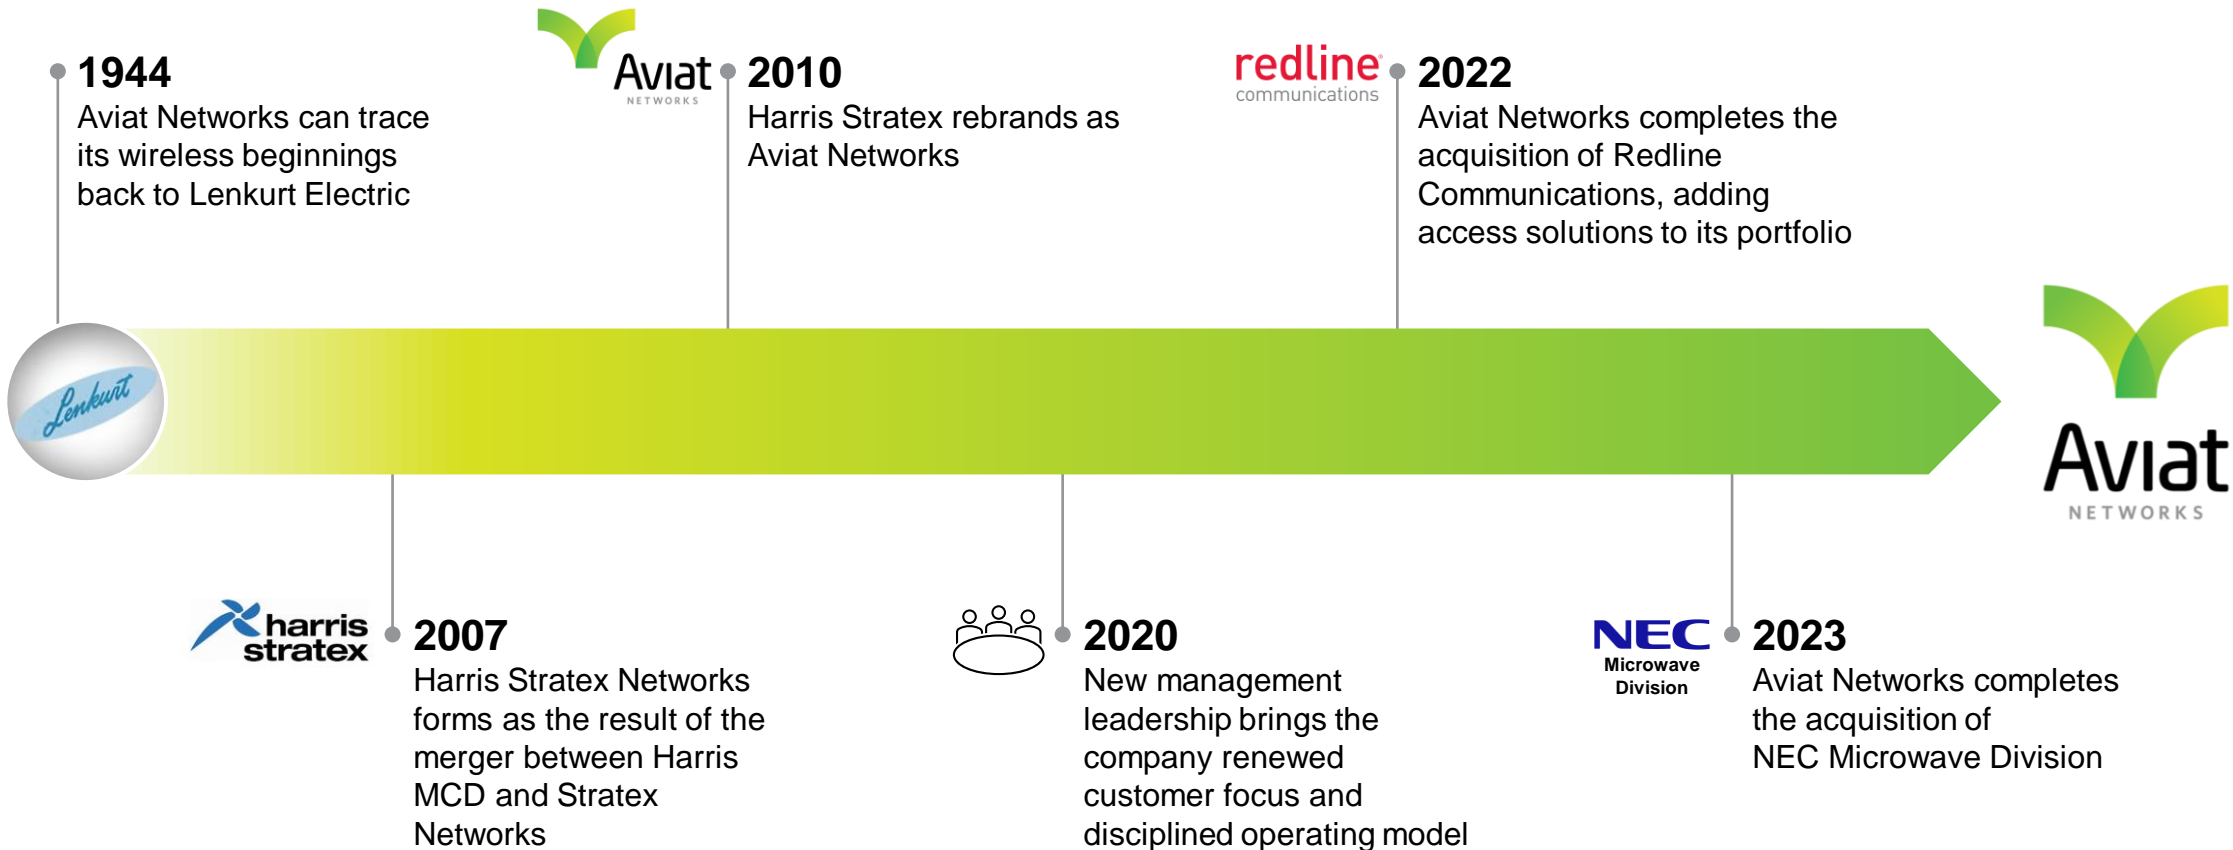 1944
Aviat Networks can trace
its wireless beginnings
back to Lenkurt Electric
Aviat
NETWORKS
2010
Harris Stratex rebrands as
Aviat Networks
redline
communications
2022
Aviat Networks completes the
acquisition of Redline
Communications, adding
access solutions to its portfolio
Lenkurt
Aviat
NETWORKS
harris
stratex
2007
Harris Stratex Networks
forms as the result of the
merger between Harris
MCD and Stratex
Networks
2020
New management
leadership brings the
company renewed
customer focus and
disciplined operating model
NEC
Microwave
Division
2023
Aviat Networks completes
the acquisition of
NEC Microwave Division